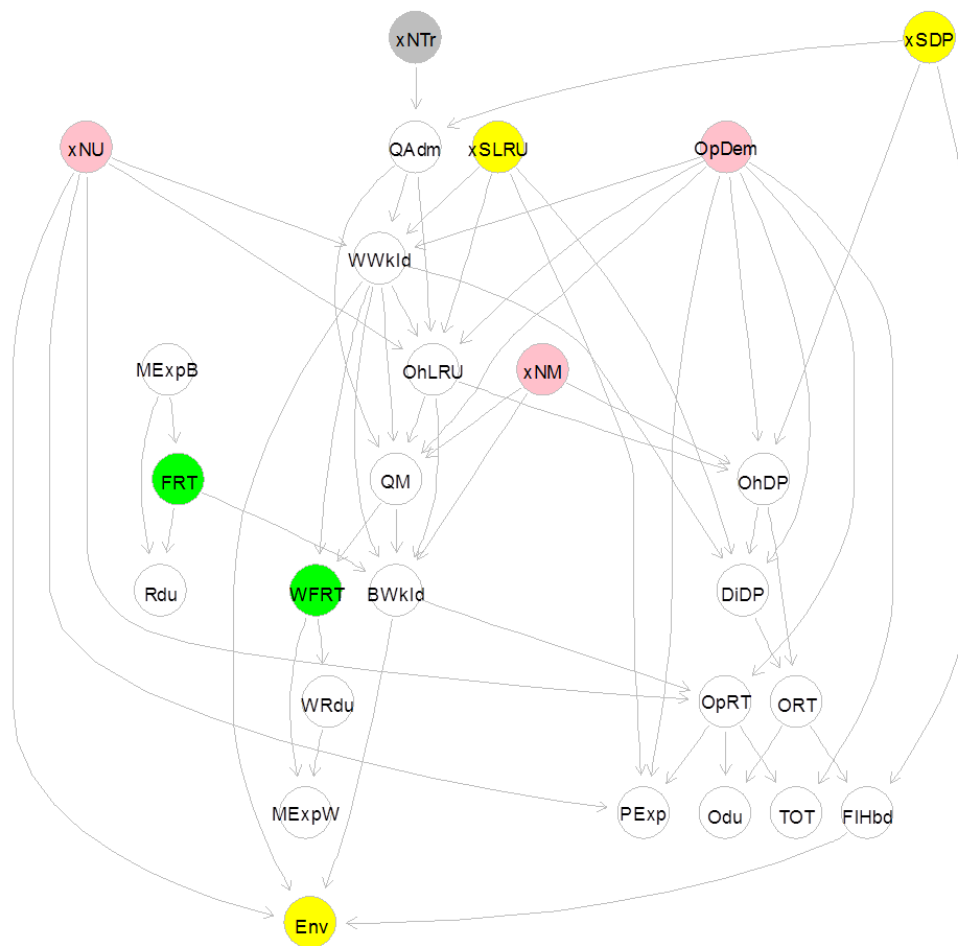 xNTr
xSDP
xNU
QAdm
xSLRU
OpDem
WWkld
MExpB
OhLRU
xNM
FRT
QM
OhDP
Rdu
WFRT
BWkld
DiDP
WRdu
OpRT
ORT
MExpW
PExp
Odu
TOT
FlHbd
Env